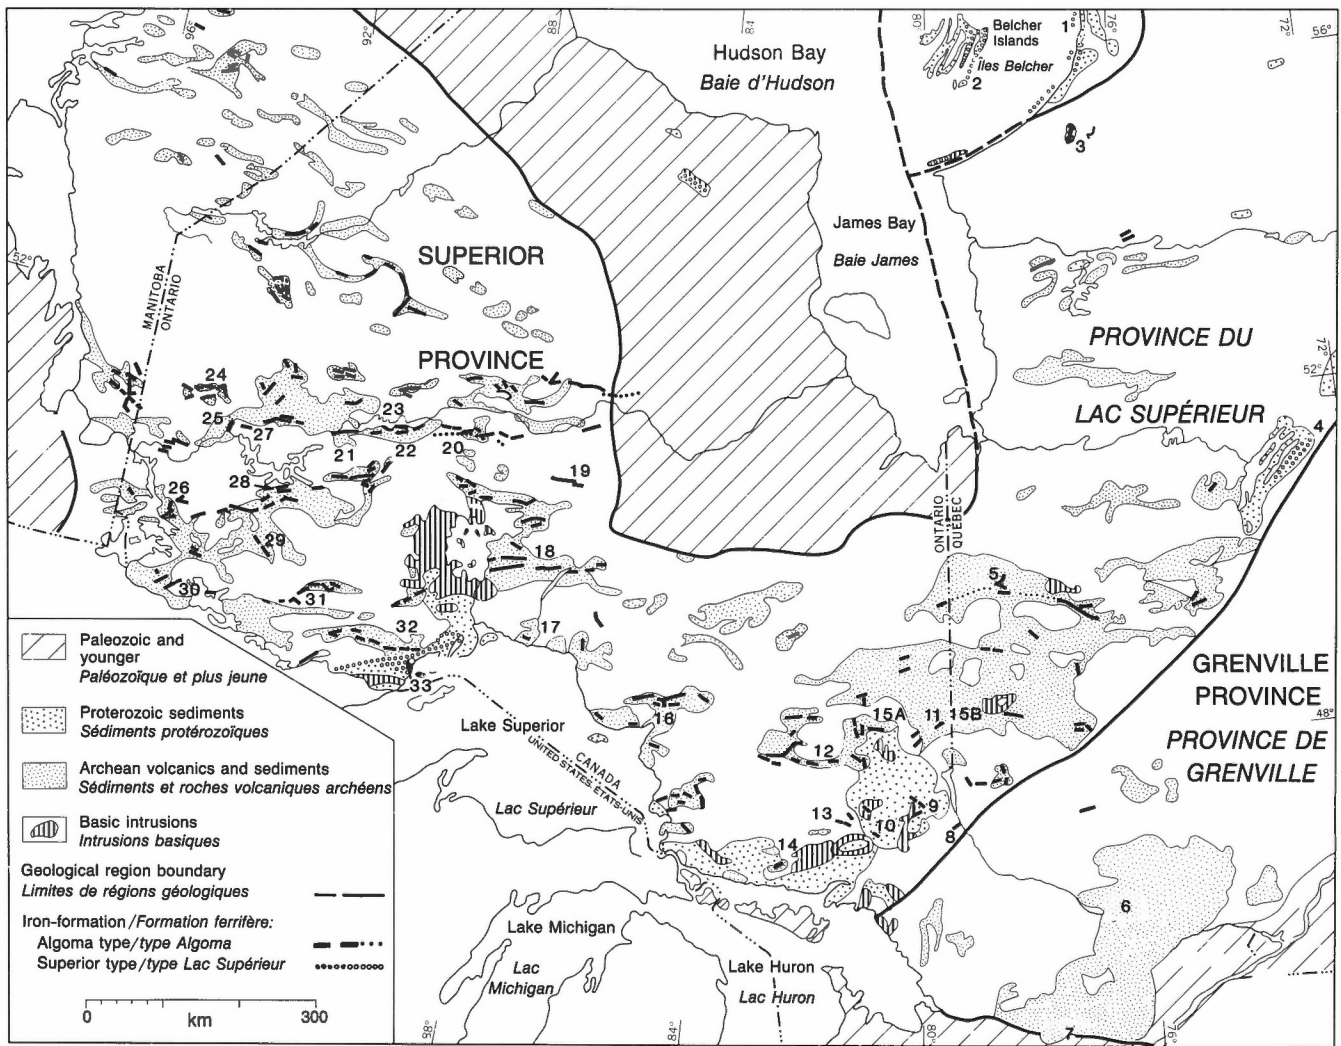 96°
92°
88
84
80
76°
72°
56°
Hudson Bay
Baie d'Hudson
Belcher
Islands
Îles Belcher
1
2
3
James Bay
Baie James
52°
MANITOBA
ONTARIO
SUPERIOR
PROVINCE
PROVINCE DU
LAC SUPÉRIEUR
72°
52°
4
24
25
27
23
21
22
20
19
26
28
29
18
30
31
32
33
17
16
5
ONTARIO
QUÉBEC
GRENVILLE
PROVINCE
PROVINCE DE
GRENVILLE
48°
15A
11
15B
12
13
14
10
9
8
6
7
Lake Superior
Lac Supérieur
CANADA
UNITED STATES-ÉTATS-UNIS
Lake Michigan
Lac
Michigan
Lake Huron
Lac Huron
88°
84°
80
76°
Paleozoic and
younger
Paléozoïque et plus jeune
Proterozoic sediments
Sédiments protérozoïques
Archean volcanics and sediments
Sédiments et roches volcaniques archéens
Basic intrusions
Intrusions basiques
Geological region boundary
Limites de régions géologiques
Iron-formation/Formation ferrifère:
Algoma type/type Algoma
Superior type/type Lac Supérieur
0
km
300